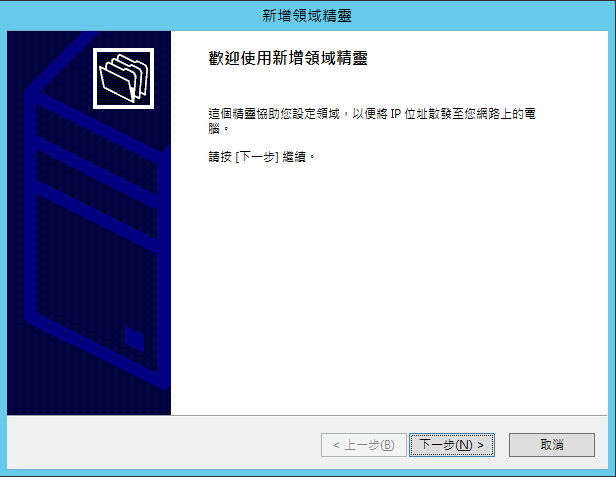 新增領域精靈
歡迎使用新增領域精靈
這個精靈協助您設定領域，以便將 IP 位址散發至您網路上的電
腦。
請按 [下一步] 繼續。
< 上一步(B)
下一步(N) >
取消